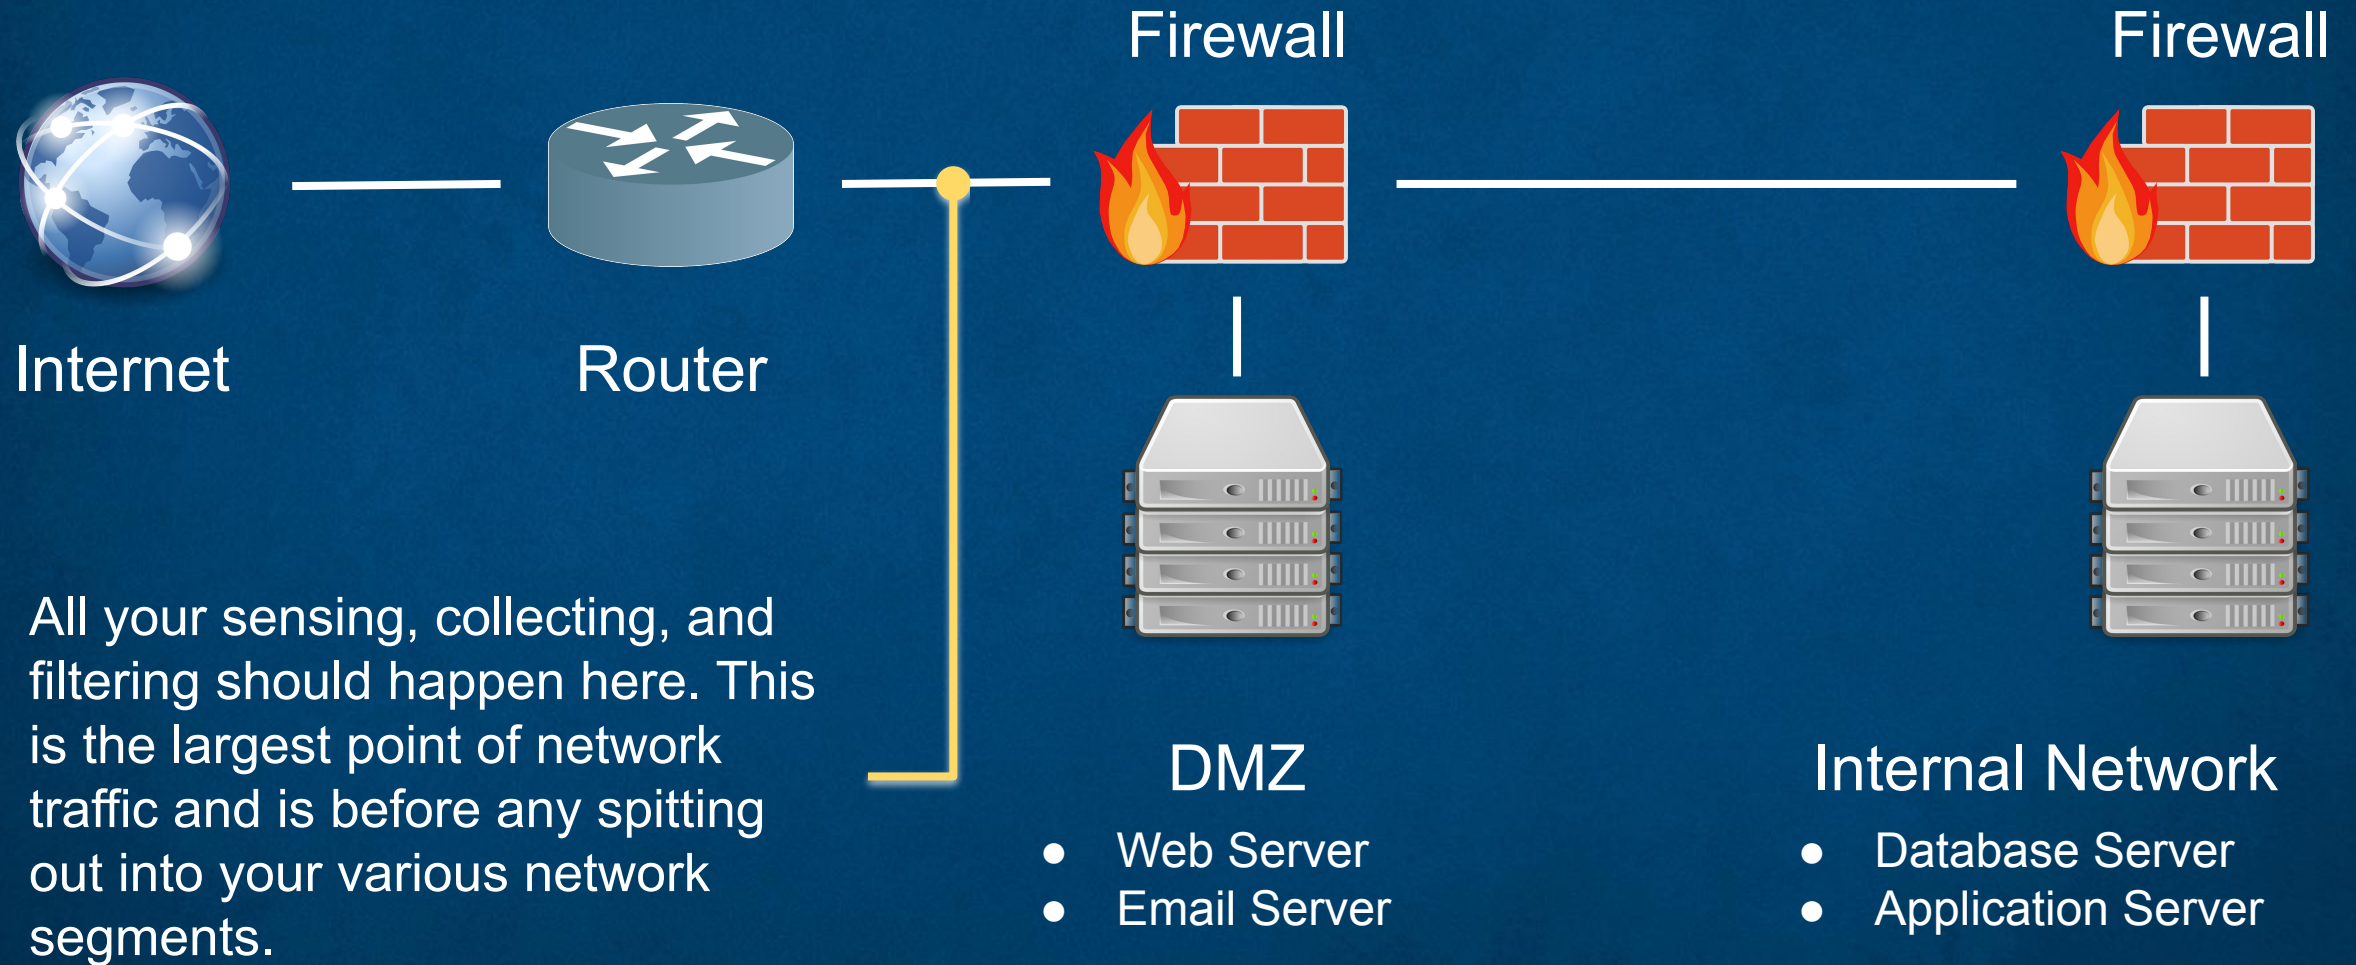 Firewall
Firewall
Internet
Router
All your sensing, collecting, and
filtering should happen here. This
is the largest point of network
traffic and is before any spitting
out into your various network
segments.
DMZ
● Web Server
● Email Server
Internal Network
● Database Server
● Application Server